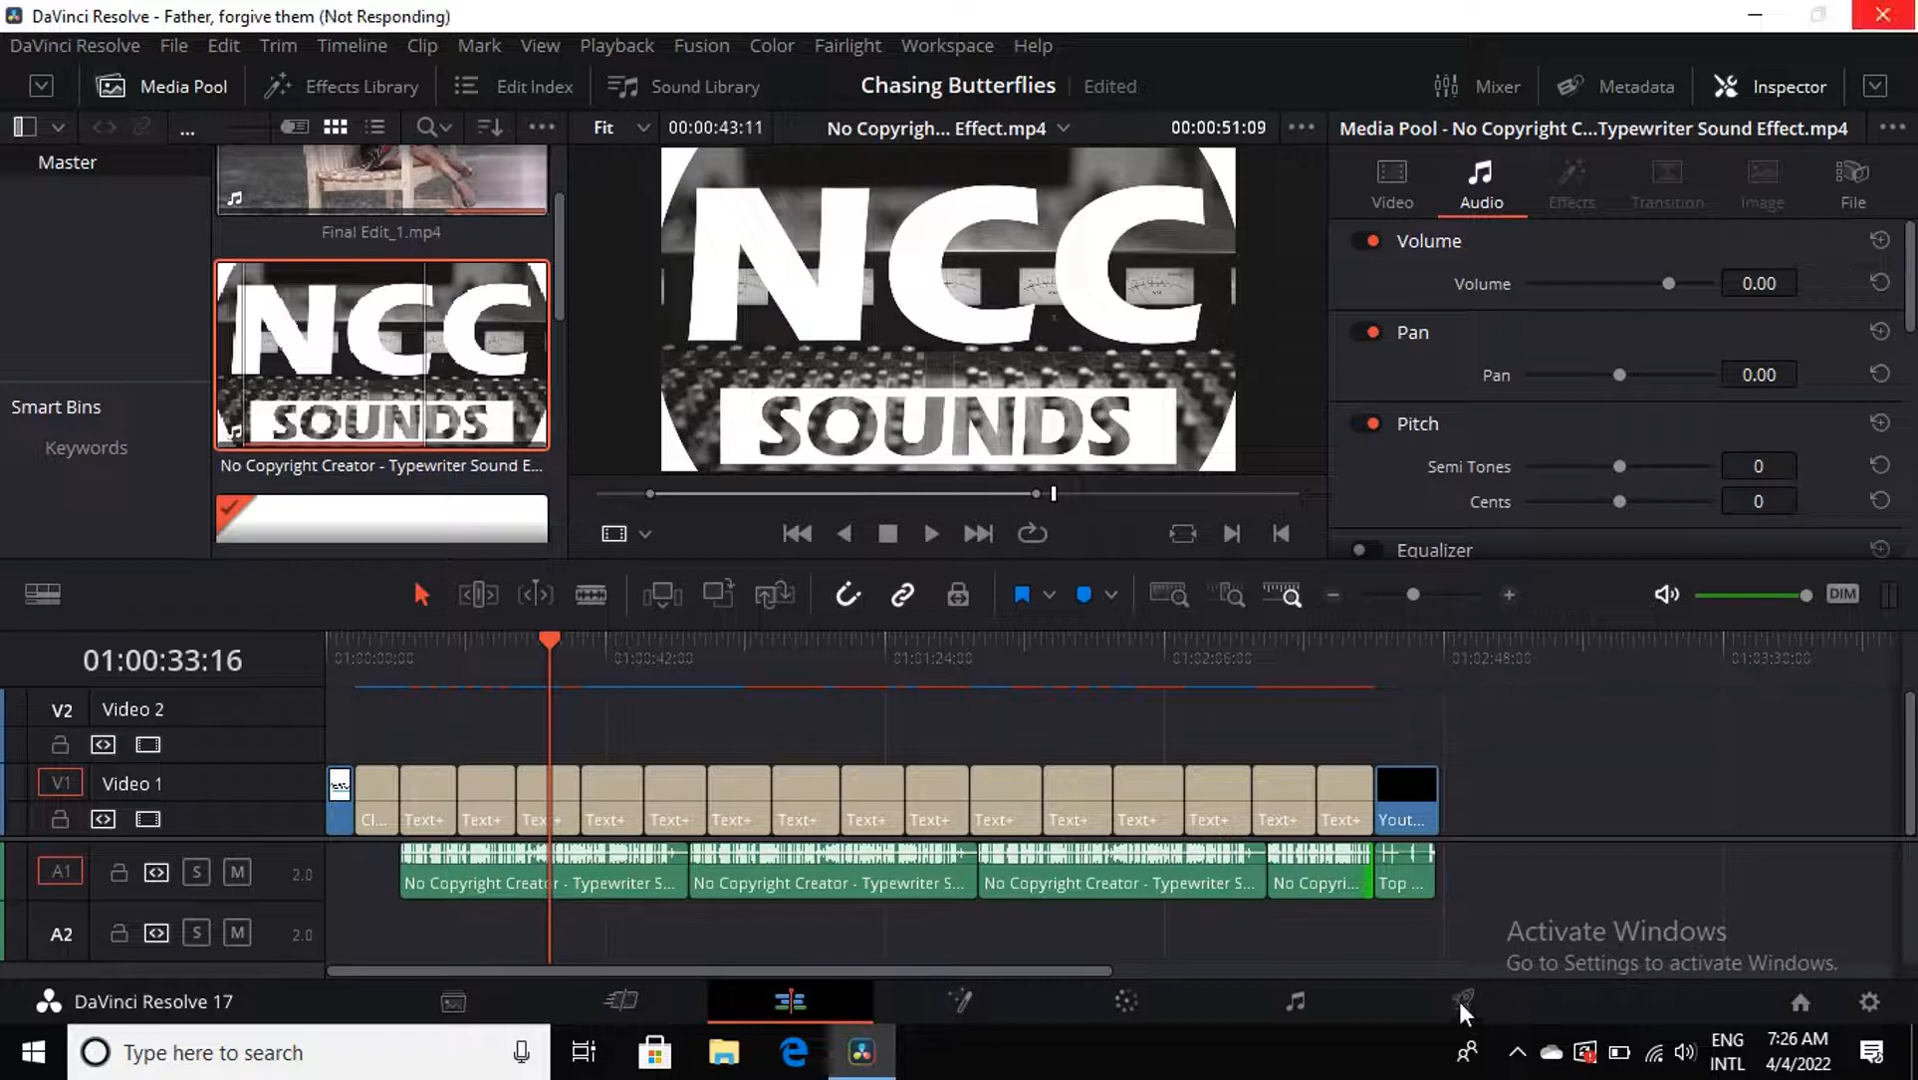 DaVinci Resolve - Father, forgive them (Not Responding)
DaVinci Resolve File Edit Trim Timeline Clip Mark View Playback Fusion Color Fairlight Workspace Help
Media Pool Effects Library Edit Index Sound Library Chasing Butterflies Edited Mixer Metadata Inspector
... Fit 00:00:43:11 No Copyrigh... Effect.mp4 00:00:51:09 Media Pool - No Copyright C...Typewriter Sound Effect.mp4
Master
Video Audio Effects Transition Image File
Final Edit_1.mp4
Volume
Volume 0.00
Pan
Pan 0.00
Pitch
Semi Tones 0
Cents 0
Equalizer
NCC
SOUNDS
NCC
SOUNDS
Smart Bins
Keywords
No Copyright Creator - Typewriter Sound E...
DIM
01:00:33:16
01:00:00:00 01:00:42:00 01:01:24:00 01:02:06:00 01:02:48:00 01:03:30:00
V2 Video 2
V1 Video 1
Cl... Text+ Text+ Text+ Text+ Text+ Text+ Text+ Text+ Text+ Text+ Text+ Text+ Text+ Text+ Text+ Yout...
A1 S M 2.0
No Copyright Creator - Typewriter S... No Copyright Creator - Typewriter S... No Copyright Creator - Typewriter S... No Copyri... Top ...
A2 S M 2.0
Activate Windows
Go to Settings to activate Windows.
DaVinci Resolve 17
Type here to search
ENG
INTL
7:26 AM
4/4/2022